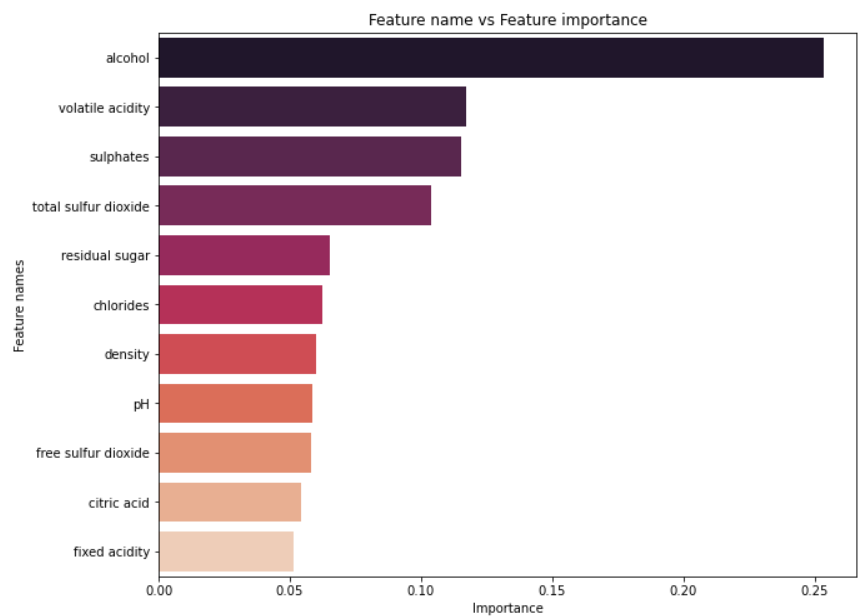 Feature name vs Feature importance
Feature names
alcohol
volatile acidity
sulphates
total sulfur dioxide
residual sugar
chlorides
density
pH
free sulfur dioxide
citric acid
fixed acidity
0.00 0.05 0.10 0.15 0.20 0.25
Importance